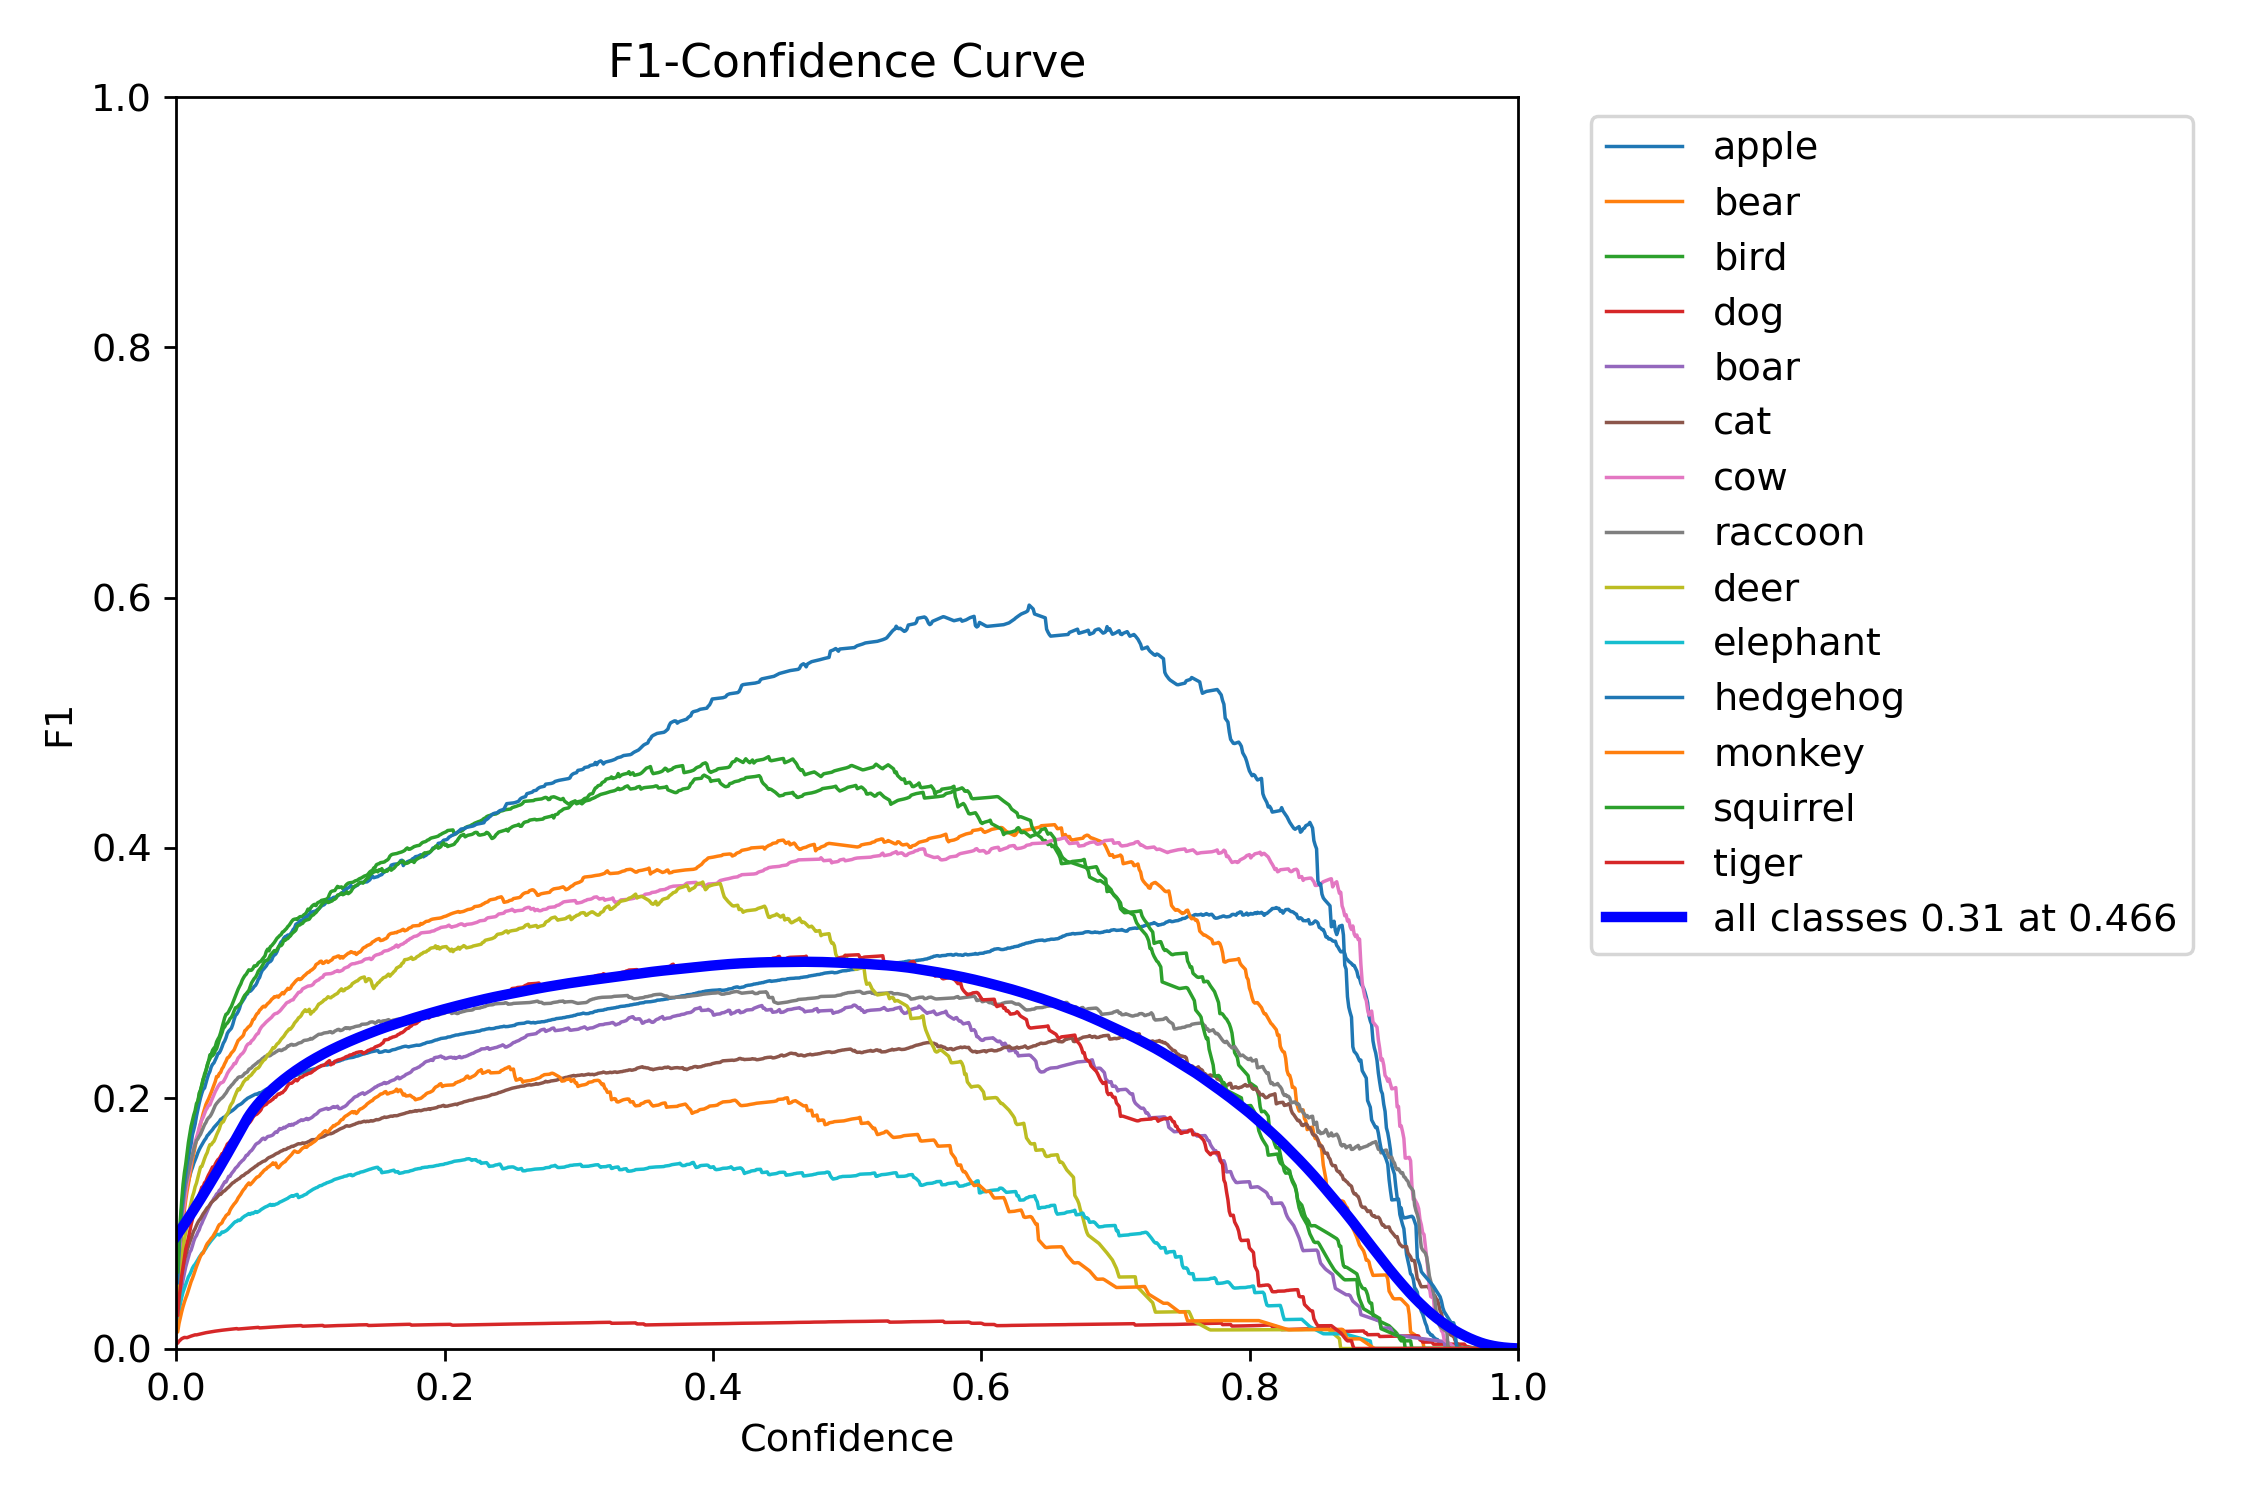 F1-Confidence Curve
1.0
0.8
0.6
0.4
0.2
0.0
F1
0.0 0.2 0.4 0.6 0.8 1.0
Confidence
apple
bear
bird
dog
boar
cat
cow
raccoon
deer
elephant
hedgehog
monkey
squirrel
tiger
all classes 0.31 at 0.466